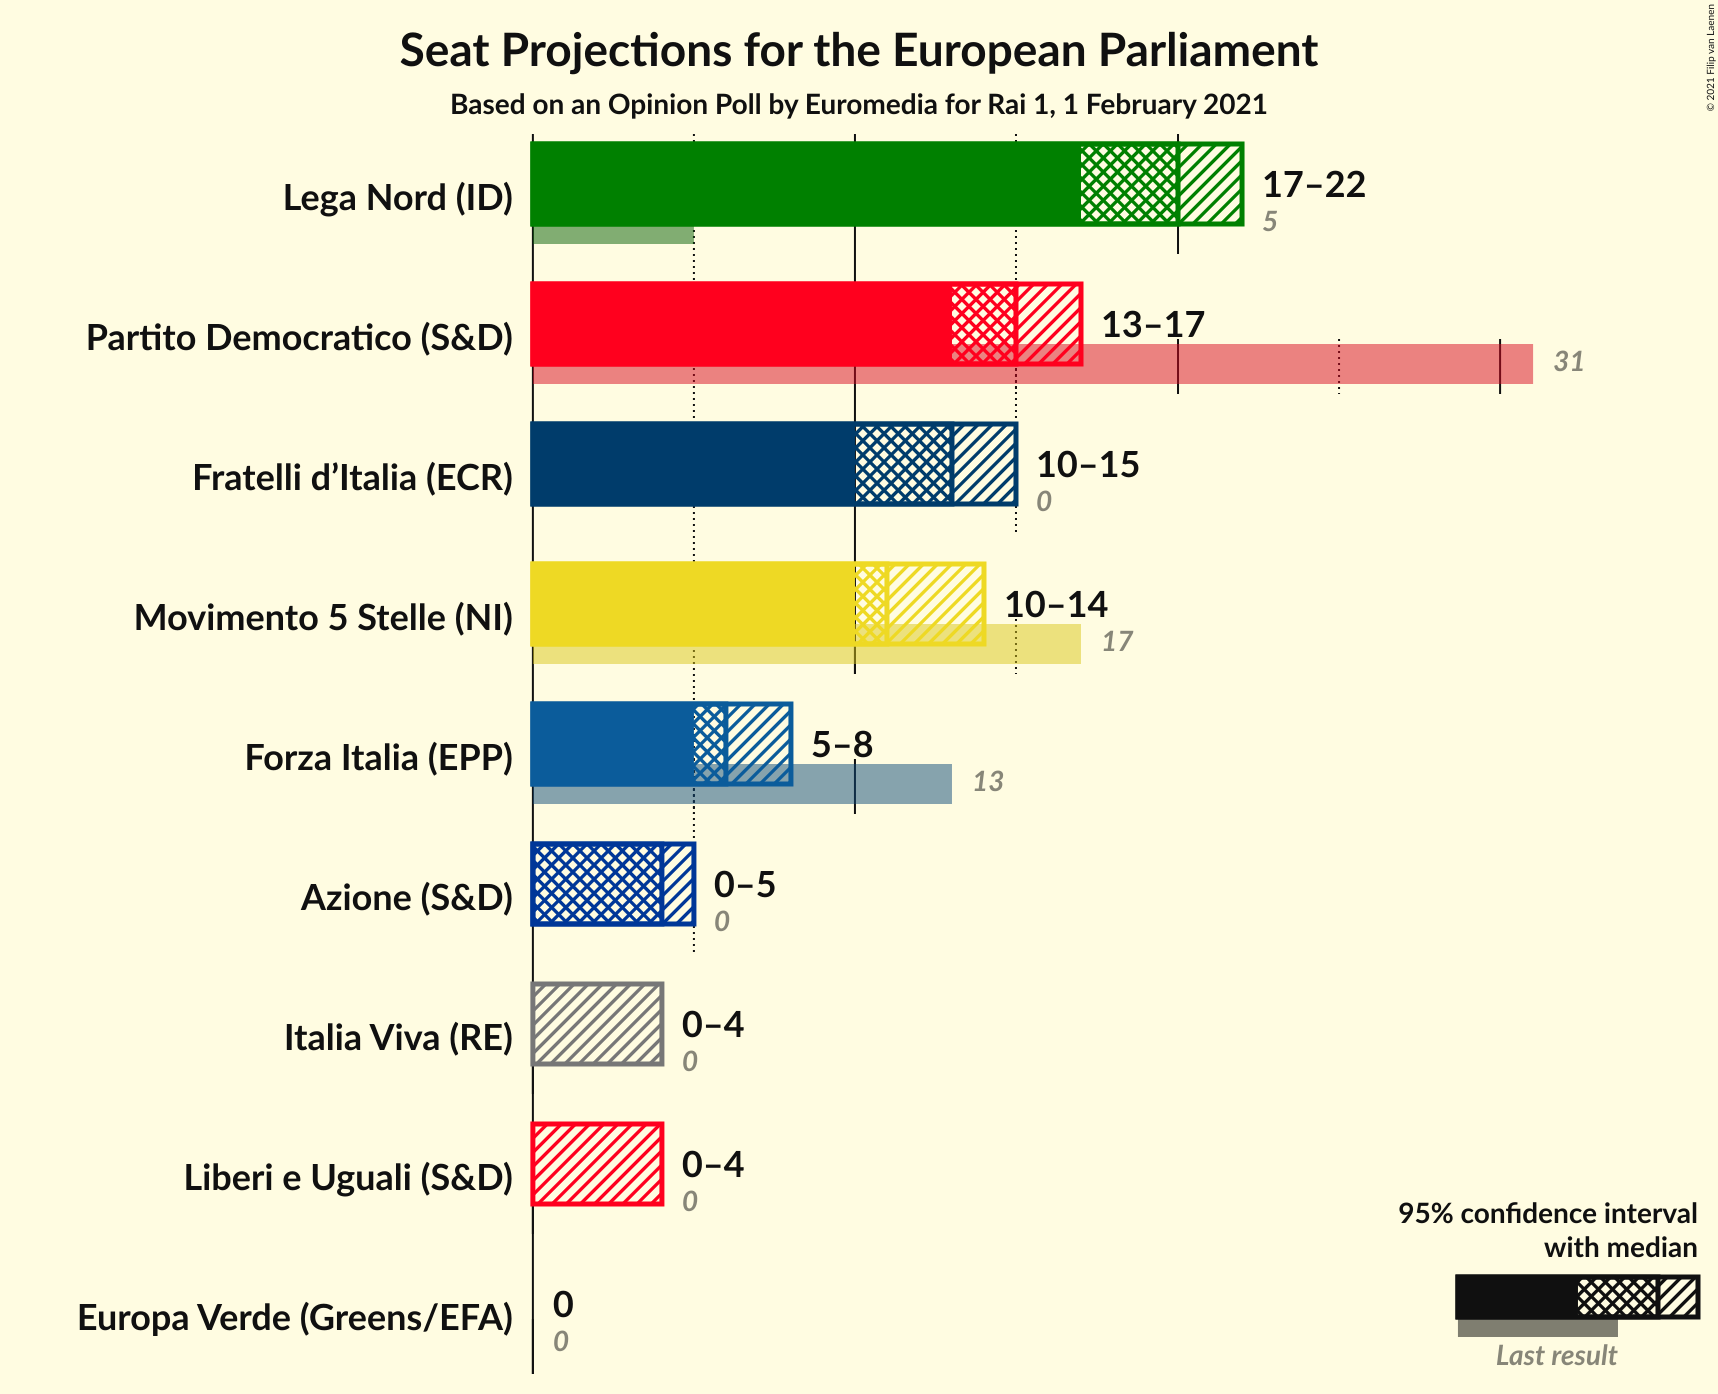 Seat Projections for the European Parliament
Based on an Opinion Poll by Euromedia for Rai 1, 1 February 2021
© 2021 Filip van Laenen
Lega Nord (ID)
17–22
5
Partito Democratico (S&D)
13–17
31
Fratelli d’Italia (ECR)
10–15
0
Movimento 5 Stelle (NI)
10–14
17
Forza Italia (EPP)
5–8
13
Azione (S&D)
0–5
0
Italia Viva (RE)
0–4
0
Liberi e Uguali (S&D)
0–4
0
Europa Verde (Greens/EFA)
0
0
95% confidence interval
with median
Last result